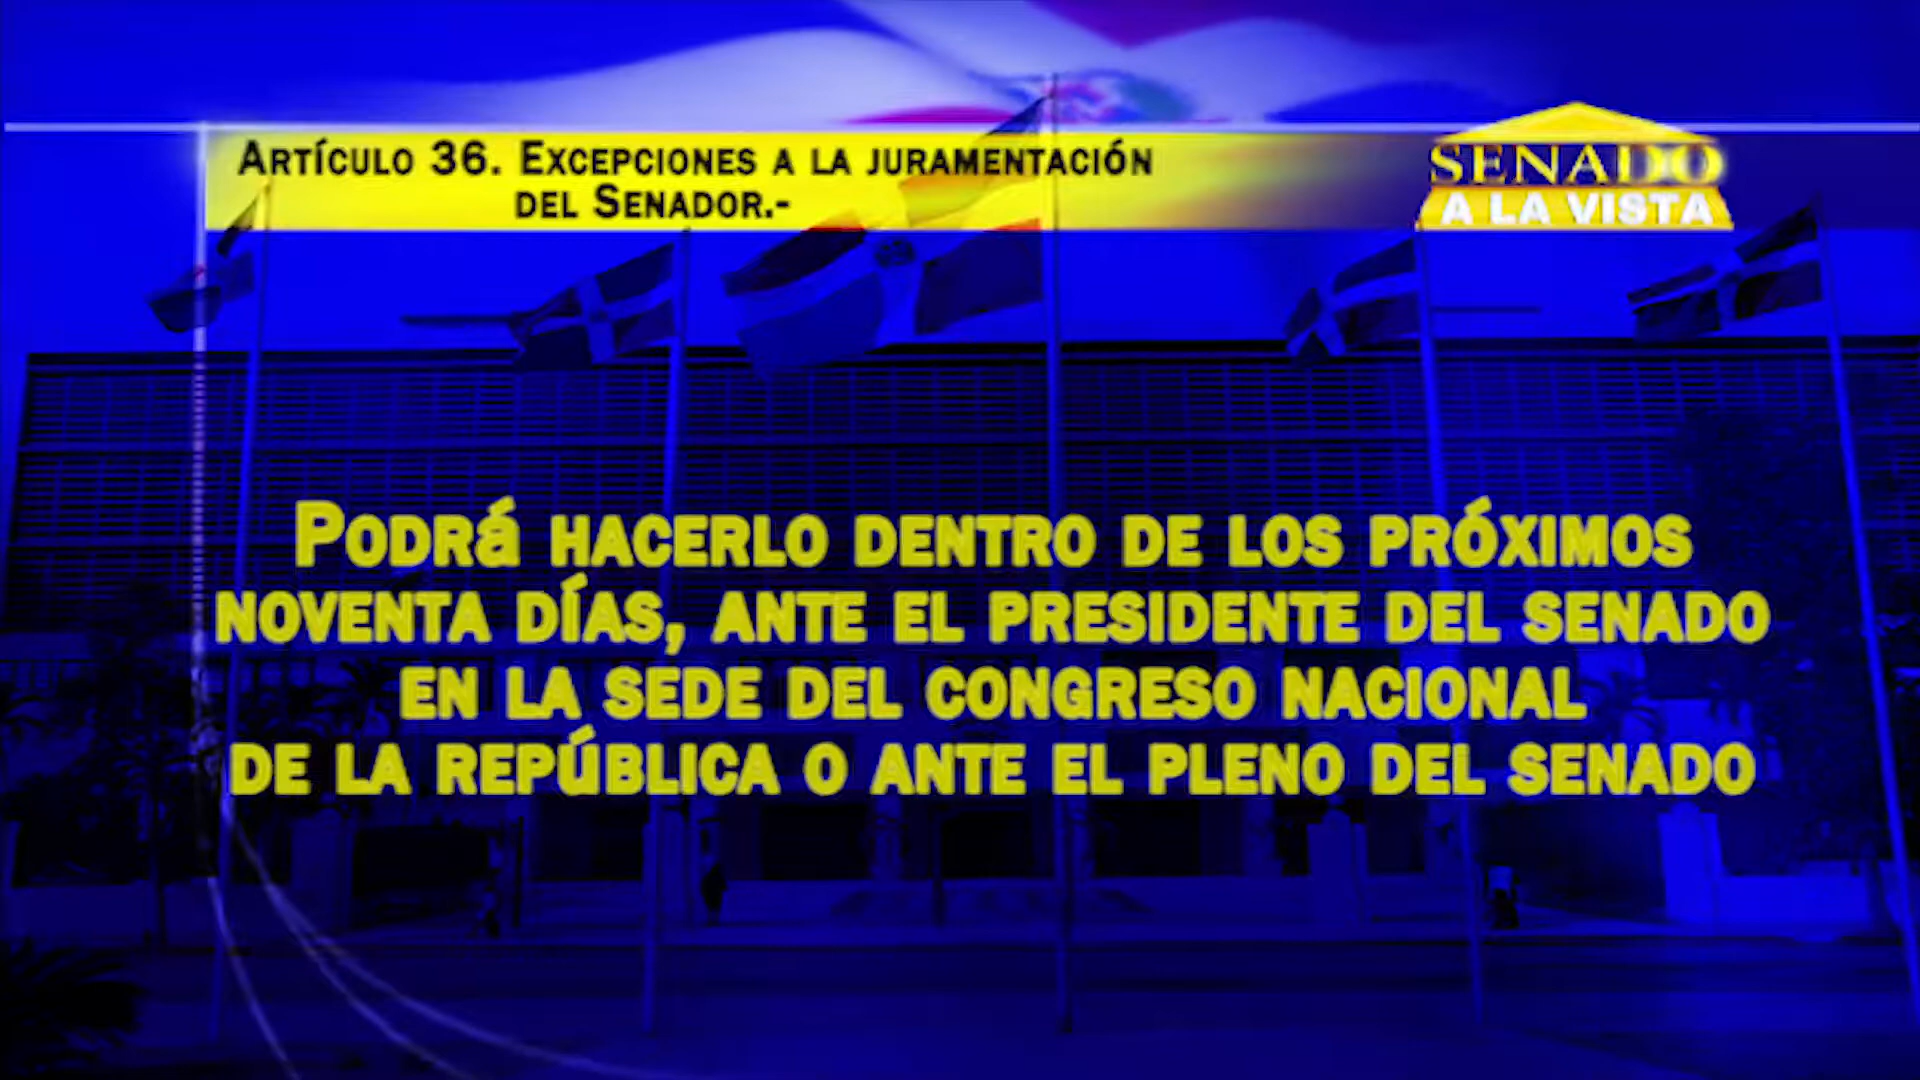 Artículo 36. Excepciones a la juramentación
del Senador.-
SENADO
A LA VISTA
Podrá hacerlo dentro de los próximos
noventa días, ante el presidente del senado
en la sede del congreso nacional
de la república o ante el pleno del senado